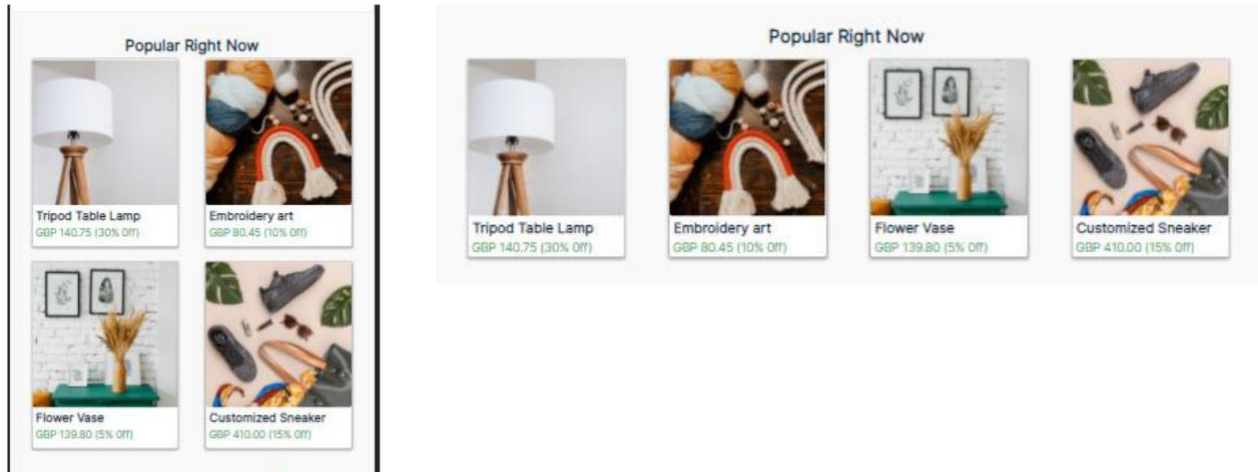 Popular Right Now
Tripod Table Lamp
GBP 140.75 (30% Off)
Embroidery art
GBP 80.45 (10% Off)
Flower Vase
GBP 139.80 (5% Off)
Customized Sneaker
GBP 410.00 (15% Off)
Popular Right Now
Tripod Table Lamp
GBP 140.75 (30% Off)
Embroidery art
GBP 80.45 (10% Off)
Flower Vase
GBP 139.80 (5% Off)
Customized Sneaker
GBP 410.00 (15% Off)